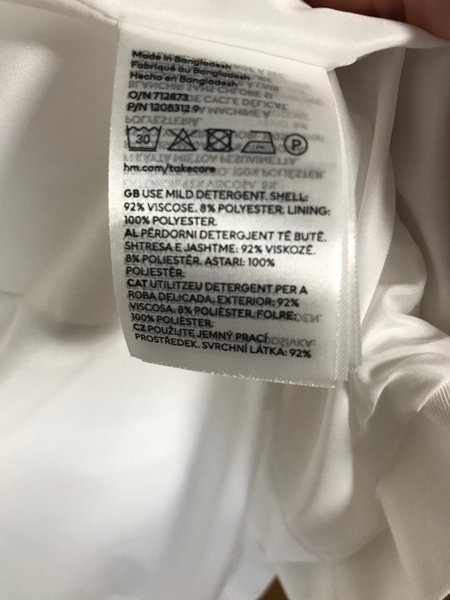 Made in Bangladesh
Fabriqué au Bangladesh
Hecho en Bangladesh
O/N 712873
P/N 1208312.9
30
P
hm.com/takecare
GB USE MILD DETERGENT. SHELL:
92% VISCOSE. 8% POLYESTER. LINING:
100% POLYESTER.
AL PËRDORNI DETERGJENT TË BUTË.
SHTRESA E JASHTME: 92% VISKOZË.
8% POLIESTËR. ASTARI: 100%
POLIESTËR.
CAT UTILITZEU DETERGENT PER A
ROBA DELICADA. EXTERIOR: 92%
VISCOSA. 8% POLIÈSTER. FOLRE:
100% POLIÈSTER.
CZ POUŽIJTE JEMNÝ PRACÍ
PROSTŘEDEK. SVRCHNÍ LÁTKA: 92%